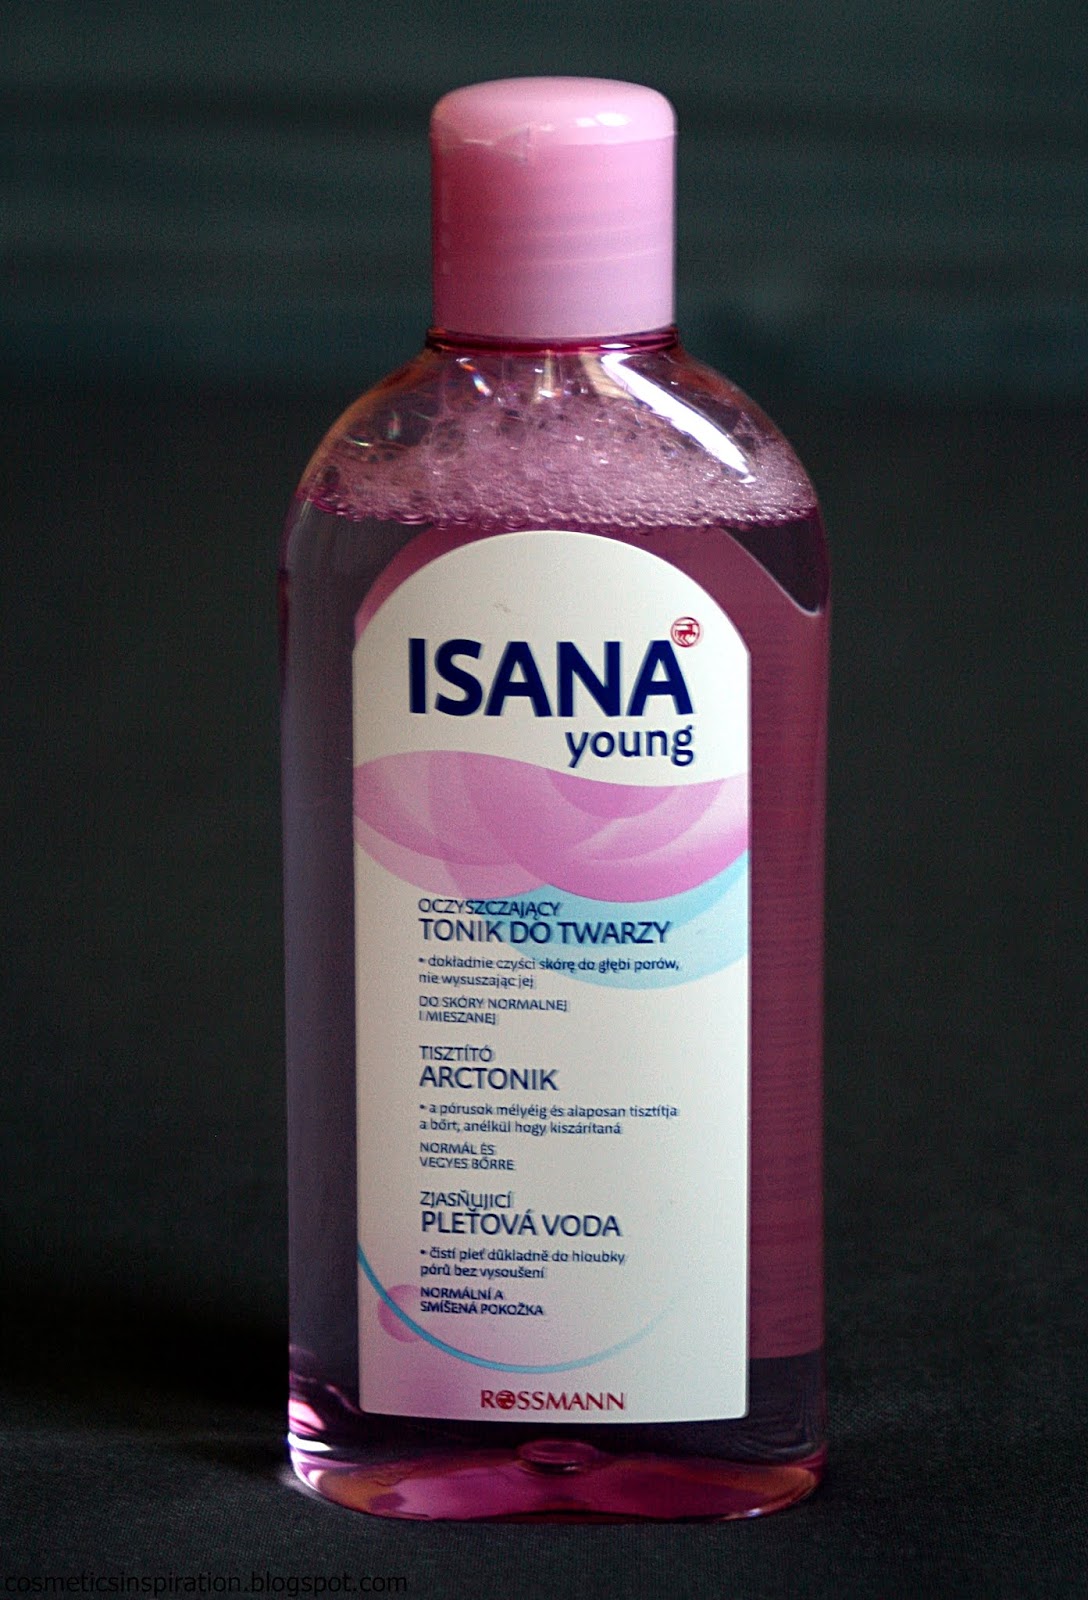 ISANA
young
OCZYSZCZAJĄCY
TONIK DO TWARZY
• dokładnie czyści skórę do głębi porów,
nie wysuszając jej
DO SKÓRY NORMALNEJ
I MIESZANEJ
TISZTÍTÓ
ARCTONIK
• a pórusok mélyéig és alaposan tisztítja
a bőrt, anélkül hogy kiszárítaná
NORMÁL ÉS
VEGYES BŐRRE
ZJASŇUJICÍ
PLEŤOVÁ VODA
• čistí pleť důkladně do hloubky
pórů bez vysoušení
NORMÁLNÍ A
SMÍŠENÁ POKOŽKA
ROSSMANN
cosmeticsinspiration.blogspot.com